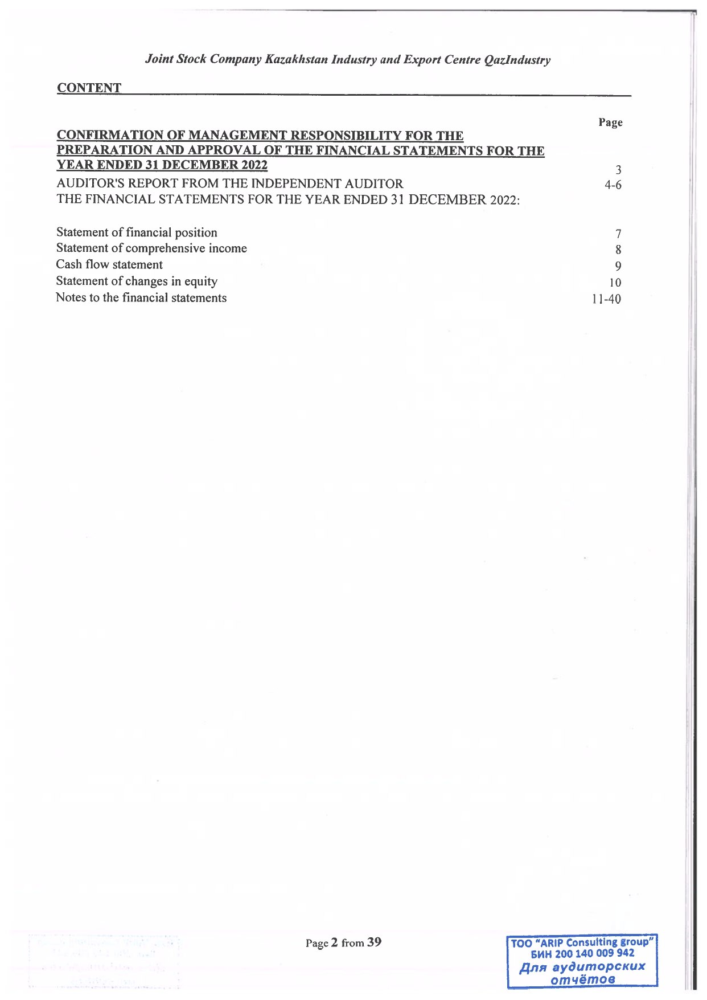 Joint Stock Company Kazakhstan Industry and Export Centre QazIndustry
CONTENT
Page
CONFIRMATION OF MANAGEMENT RESPONSIBILITY FOR THE
PREPARATION AND APPROVAL OF THE FINANCIAL STATEMENTS FOR THE
YEAR ENDED 31 DECEMBER 2022 3
AUDITOR'S REPORT FROM THE INDEPENDENT AUDITOR 4-6
THE FINANCIAL STATEMENTS FOR THE YEAR ENDED 31 DECEMBER 2022:
Statement of financial position 7
Statement of comprehensive income 8
Cash flow statement 9
Statement of changes in equity 10
Notes to the financial statements 11-40
Page 2 from 39
ТОО "ARIP Consulting group"
БИН 200 140 009 942
Для аудиторских
отчётов